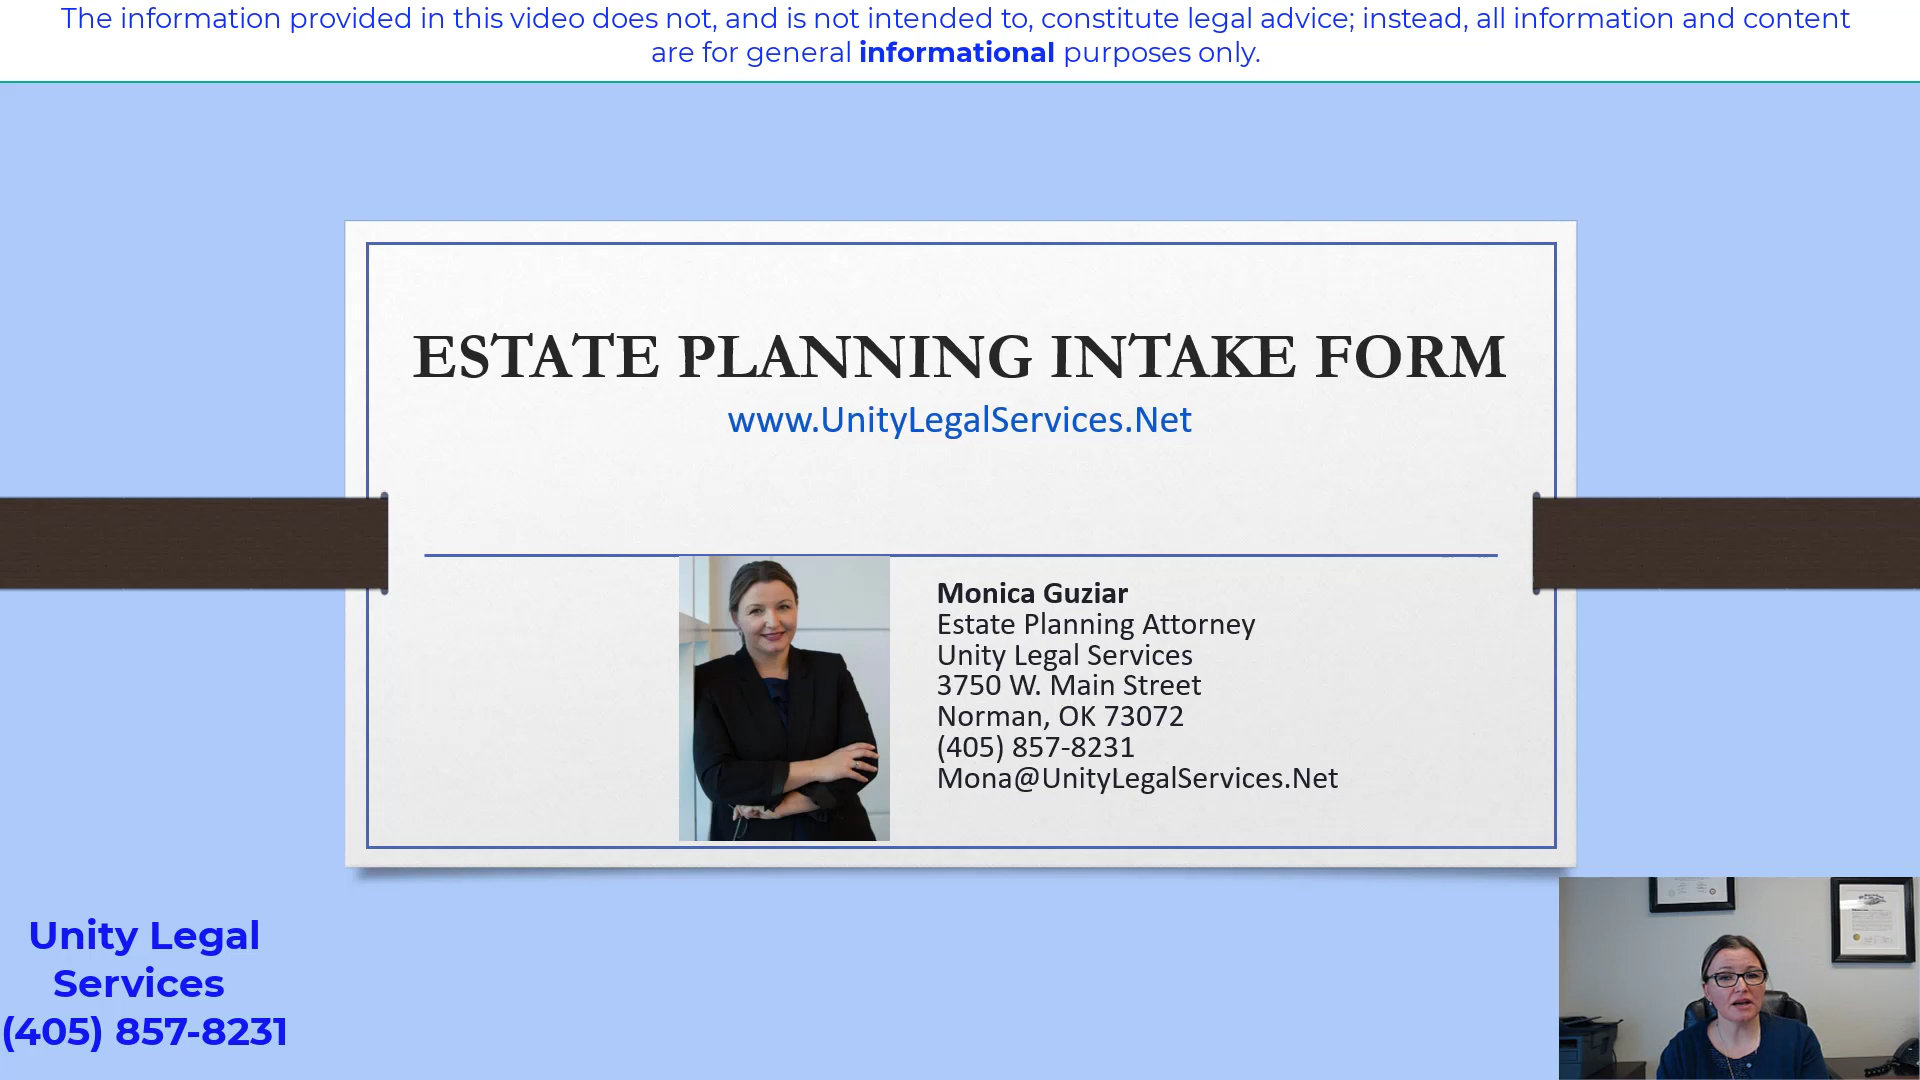 The information provided in this video does not, and is not intended to, constitute legal advice; instead, all information and content
are for general informational purposes only.
ESTATE PLANNING INTAKE FORM
www.UnityLegalServices.Net
Monica Guziar
Estate Planning Attorney
Unity Legal Services
3750 W. Main Street
Norman, OK 73072
(405) 857-8231
Mona@UnityLegalServices.Net
Unity Legal
Services
(405) 857-8231